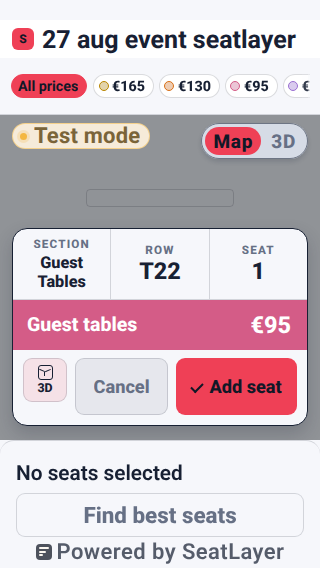 S 27 aug event seatlayer
All prices €165 €130 €95 €
Test mode Map 3D
SECTION ROW SEAT
Guest Tables T22 1
Guest tables €95
3D Cancel Add seat
No seats selected
Find best seats
Powered by SeatLayer